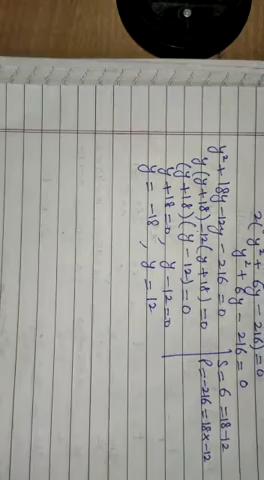 2(y² + 6y - 216) = 0
y² + 6y - 216 = 0
y² + 18y - 12y - 216 = 0
y(y+18) - 12(y+18) = 0
(y+18)(y-12) = 0
y+18 = 0, y-12 = 0
y = -18, y = 12
S = 6 = 18-12
P = -216 = 18x-12